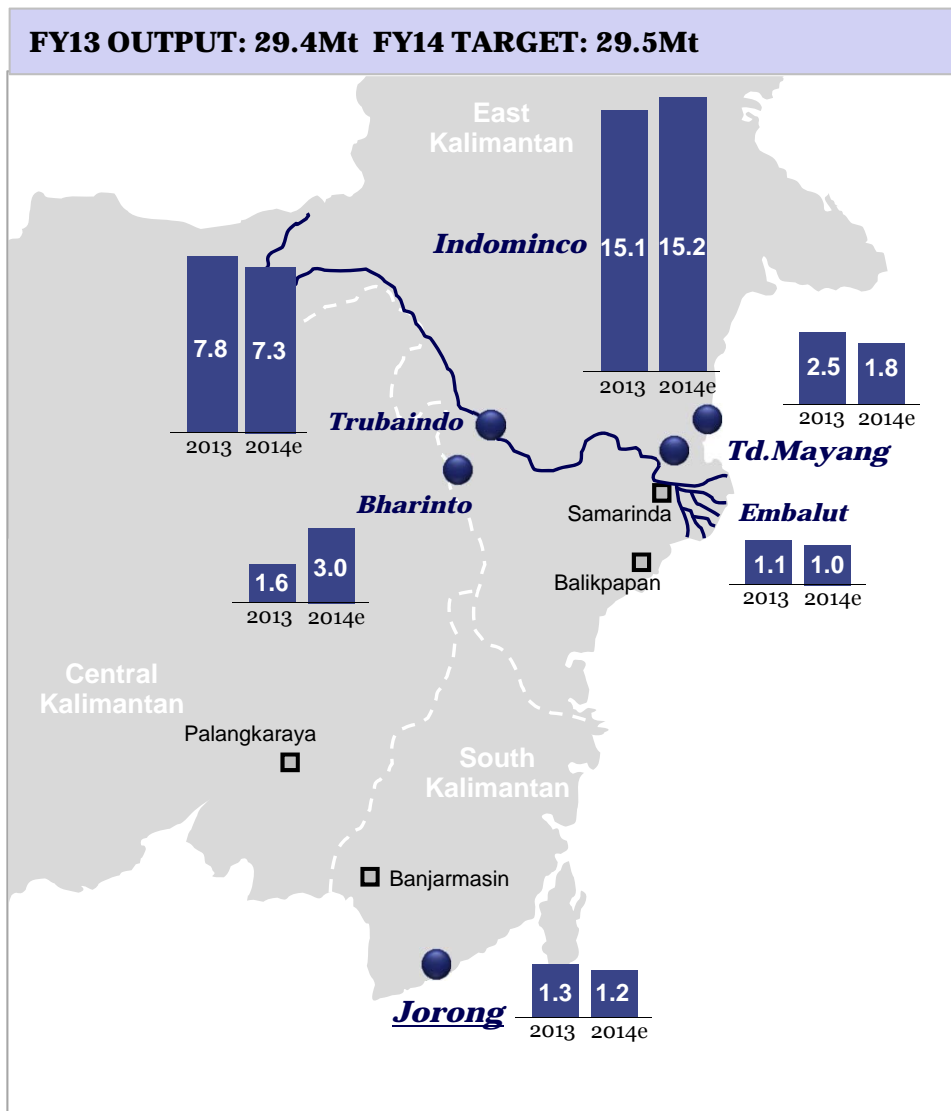 FY13 OUTPUT: 29.4Mt  FY14 TARGET: 29.5Mt
East
Kalimantan
Indominco
15.1 15.2
2013 2014e
7.8 7.3
2013 2014e
2.5 1.8
2013 2014e
Trubaindo
Td.Mayang
Bharinto
Samarinda
Embalut
1.6 3.0
2013 2014e
Balikpapan
1.1 1.0
2013 2014e
Central
Kalimantan
Palangkaraya
South
Kalimantan
Banjarmasin
Jorong
1.3 1.2
2013 2014e